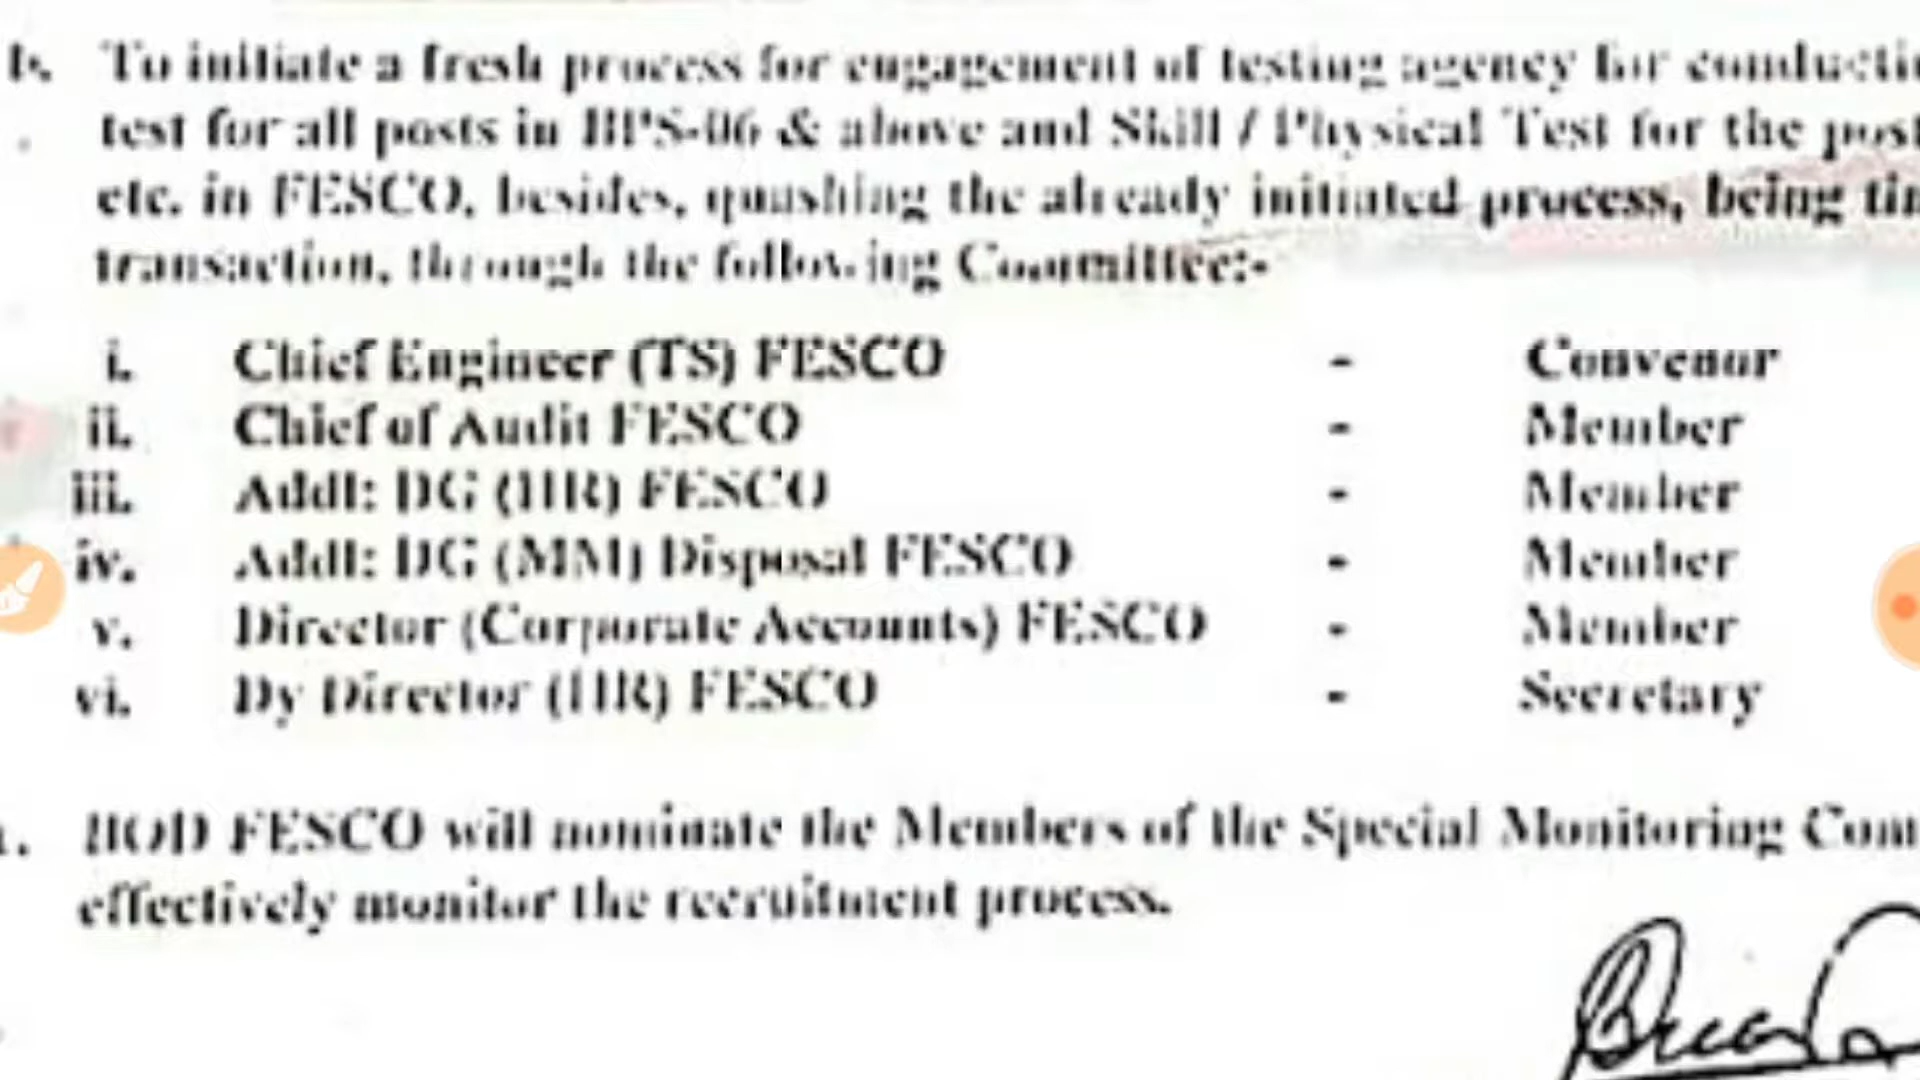 b. To initiate a fresh process for engagement of testing agency for conducti
test for all posts in BPS-06 & above and Skill / Physical Test for the post
etc. in FESCO, besides, quashing the already initiated process, being tim
transaction, through the following Committee:-
i. Chief Engineer (TS) FESCO - Convenor
ii. Chief of Audit FESCO - Member
iii. Addl: DG (HR) FESCO - Member
iv. Addl: DG (MM) Disposal FESCO - Member
v. Director (Corporate Accounts) FESCO - Member
vi. Dy Director (HR) FESCO - Secretary
BOD FESCO will nominate the Members of the Special Monitoring Com
effectively monitor the recruitment process.